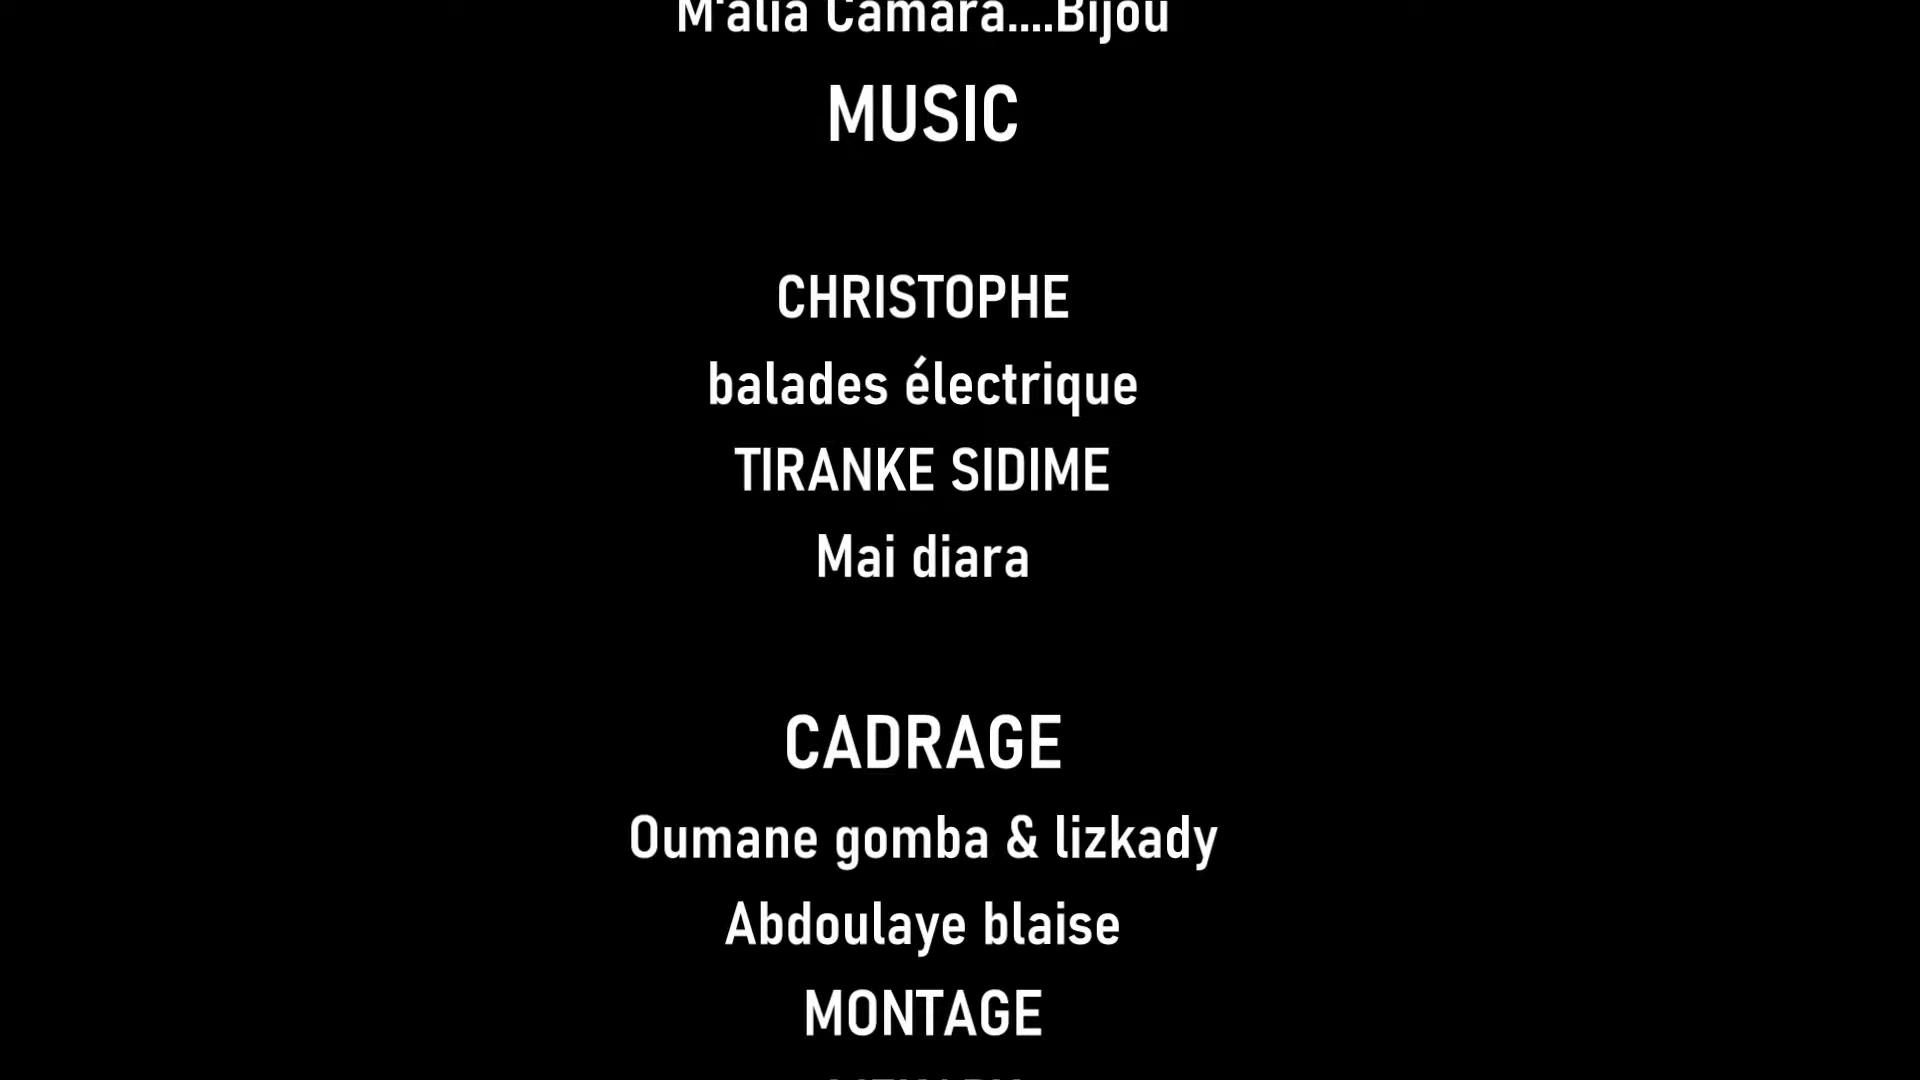 M'alia Camara....Bijou
MUSIC
CHRISTOPHE
balades électrique
TIRANKE SIDIME
Mai diara
CADRAGE
Oumane gomba & lizkady
Abdoulaye blaise
MONTAGE